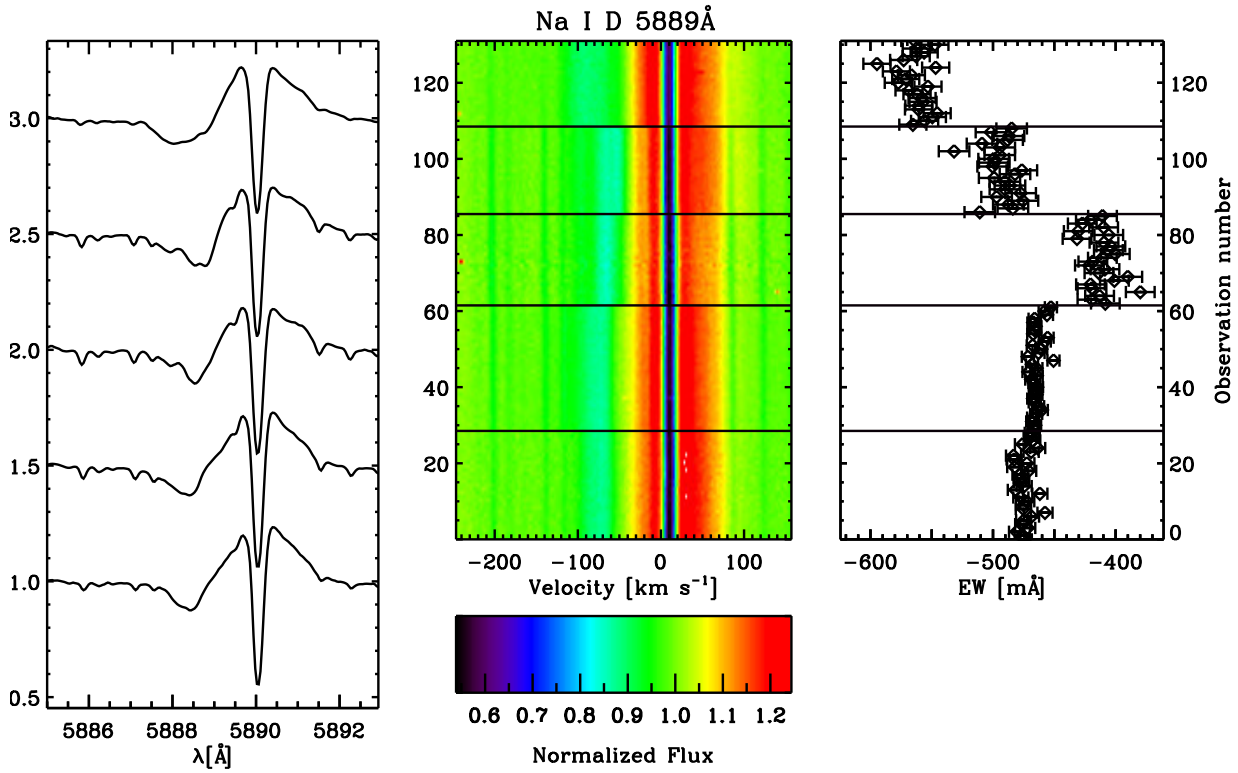 Na I D 5889Å
3.0
2.5
2.0
1.5
1.0
0.5
5886 5888 5890 5892
λ[Å]
120
100
80
60
40
20
-200 -100 0 100
Velocity [km s⁻¹]
0.6 0.7 0.8 0.9 1.0 1.1 1.2
Normalized Flux
120
100
80
60
40
20
0
Observation number
-600 -500 -400
EW [mÅ]